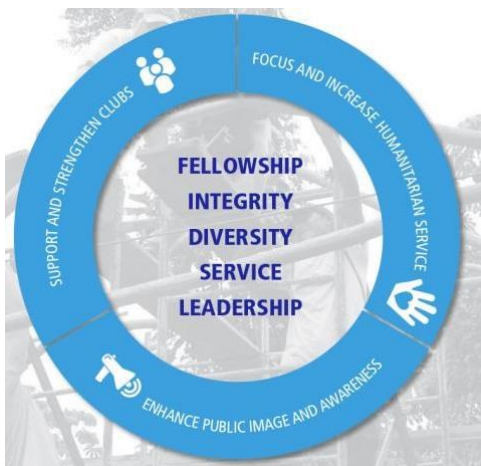 SUPPORT AND STRENGTHEN CLUBS
FOCUS AND INCREASE HUMANITARIAN SERVICE
FELLOWSHIP
INTEGRITY
DIVERSITY
SERVICE
LEADERSHIP
ENHANCE PUBLIC IMAGE AND AWARENESS